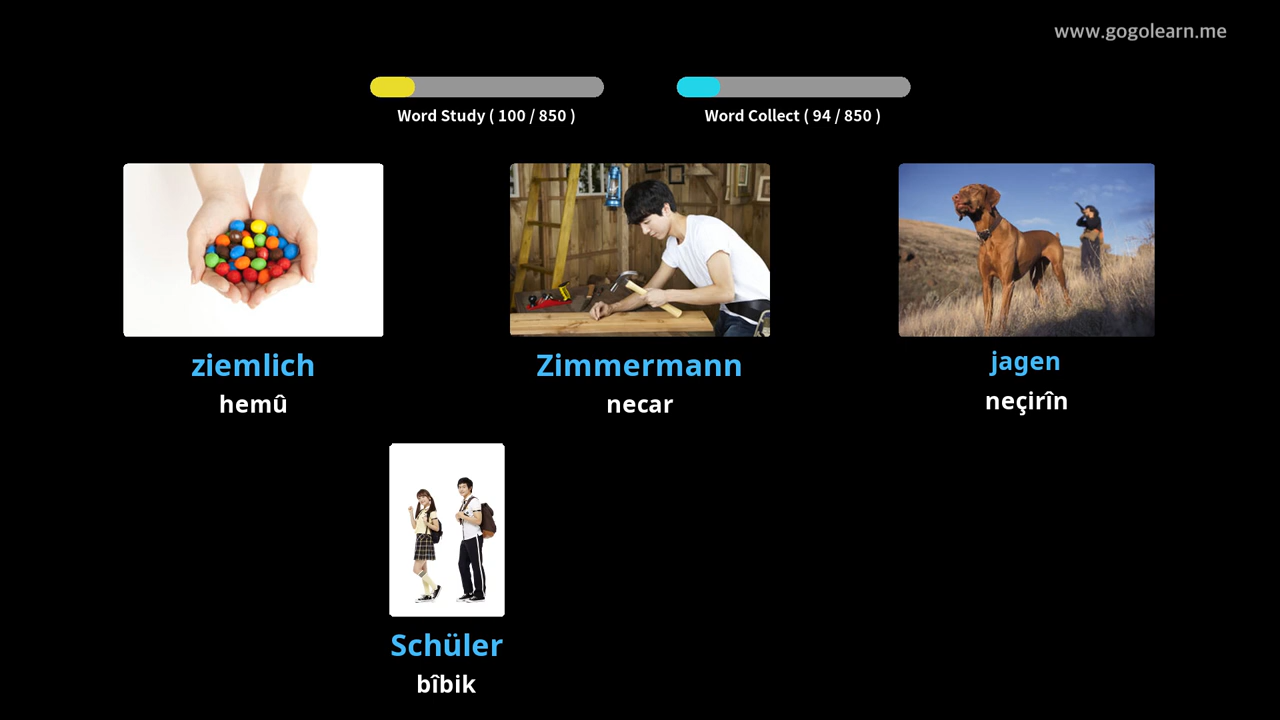 www.gogolearn.me
Word Study ( 100 / 850 )
Word Collect ( 94 / 850 )
ziemlich
hemû
Zimmermann
necar
jagen
neçirîn
Schüler
bîbik